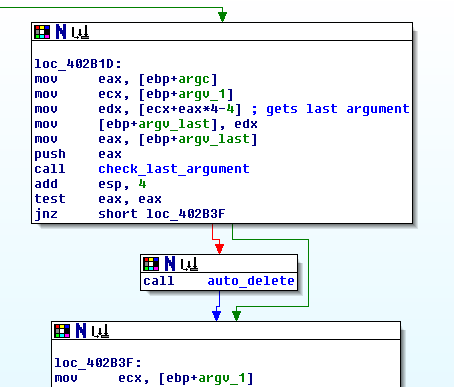 loc_402B1D:
mov eax, [ebp+argc]
mov ecx, [ebp+argv_1]
mov edx, [ecx+eax*4-4] ; gets last argument
mov [ebp+argv_last], edx
mov eax, [ebp+argv_last]
push eax
call check_last_argument
add esp, 4
test eax, eax
jnz short loc_402B3F
call auto_delete
loc_402B3F:
mov ecx, [ebp+argv_1]